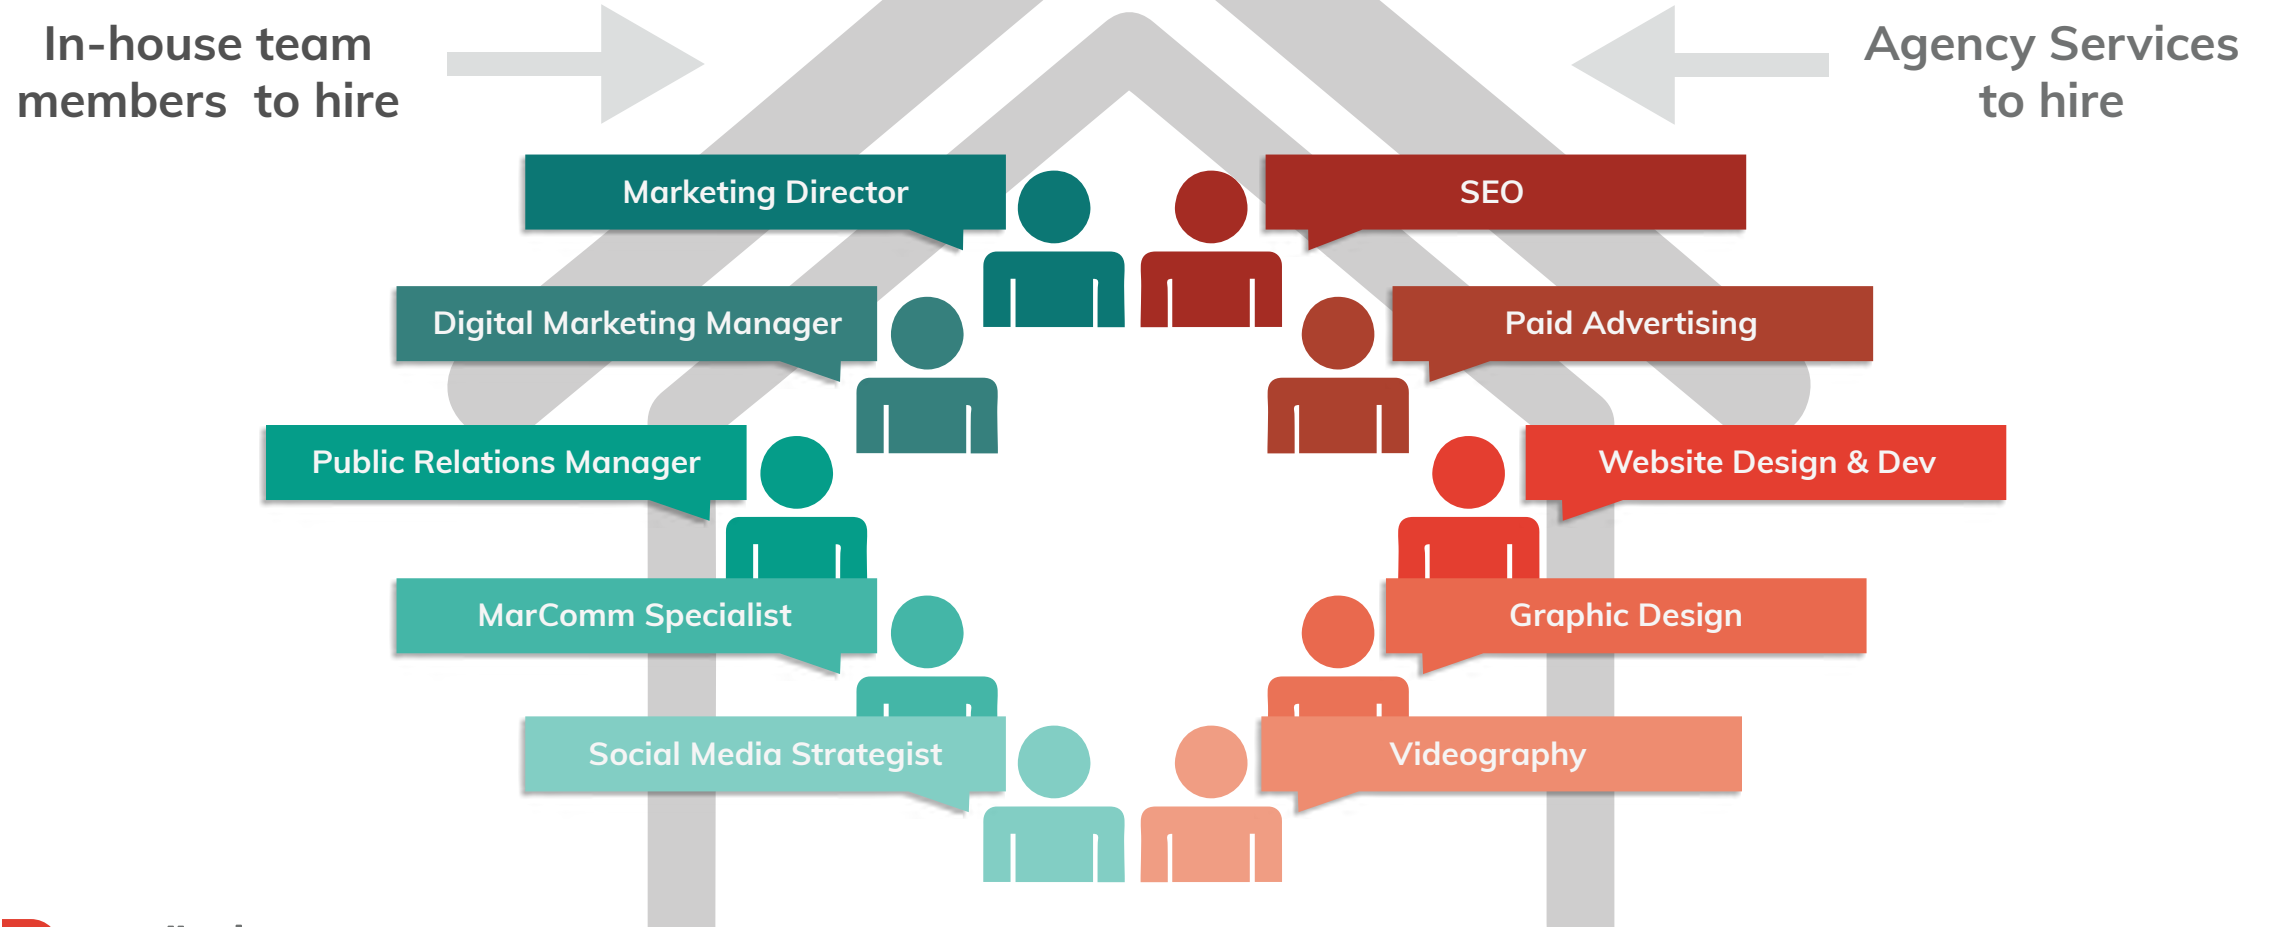 In-house team
members to hire
Agency Services
to hire
Marketing Director
SEO
Digital Marketing Manager
Paid Advertising
Public Relations Manager
Website Design & Dev
MarComm Specialist
Graphic Design
Social Media Strategist
Videography